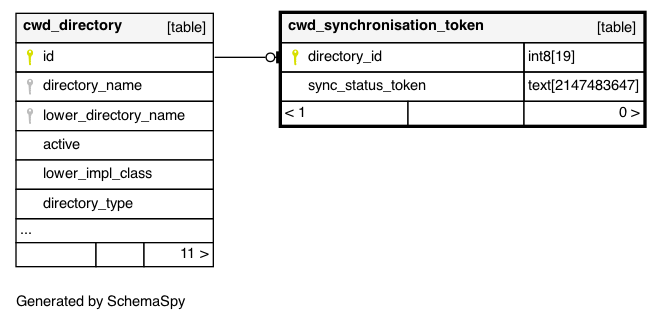 cwd_directory [table]
id
directory_name
lower_directory_name
active
lower_impl_class
directory_type
...
11 >
cwd_synchronisation_token [table]
directory_id int8[19]
sync_status_token text[2147483647]
< 1 0 >
Generated by SchemaSpy